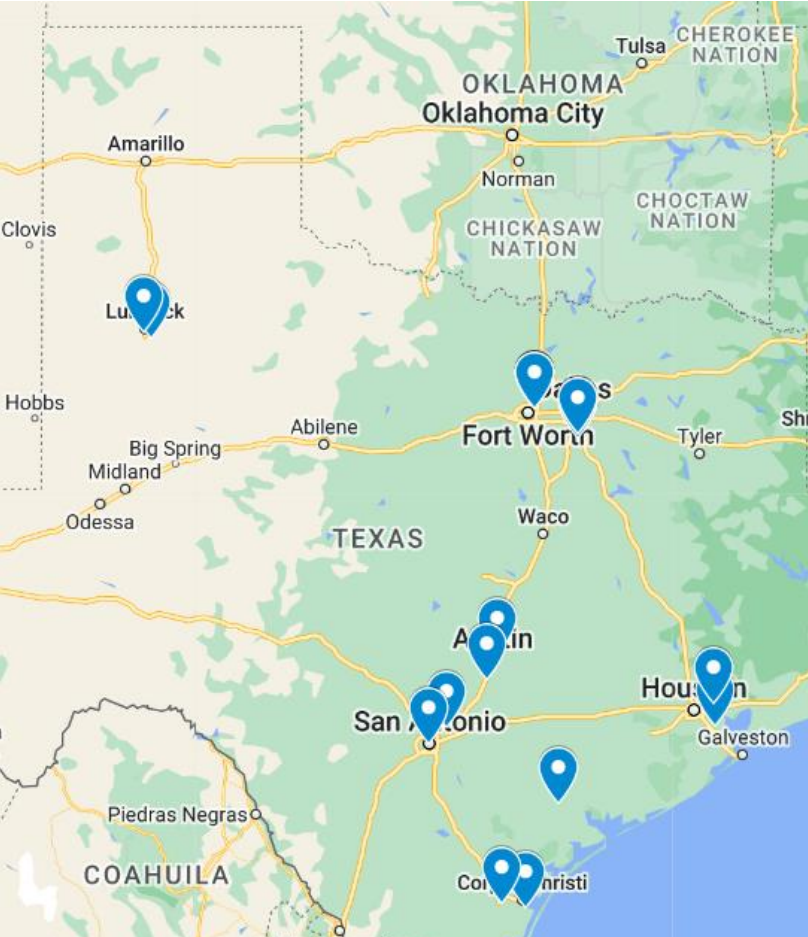 Tulsa
CHEROKEE
NATION
OKLAHOMA
Oklahoma City
Amarillo
Norman
CHOCTAW
NATION
Clovis
CHICKASAW
NATION
Hobbs
Fort Worth
Abilene
Tyler
Big Spring
Midland
Odessa
Waco
TEXAS
San
onio
Galveston
Piedras Negras
COAHUILA